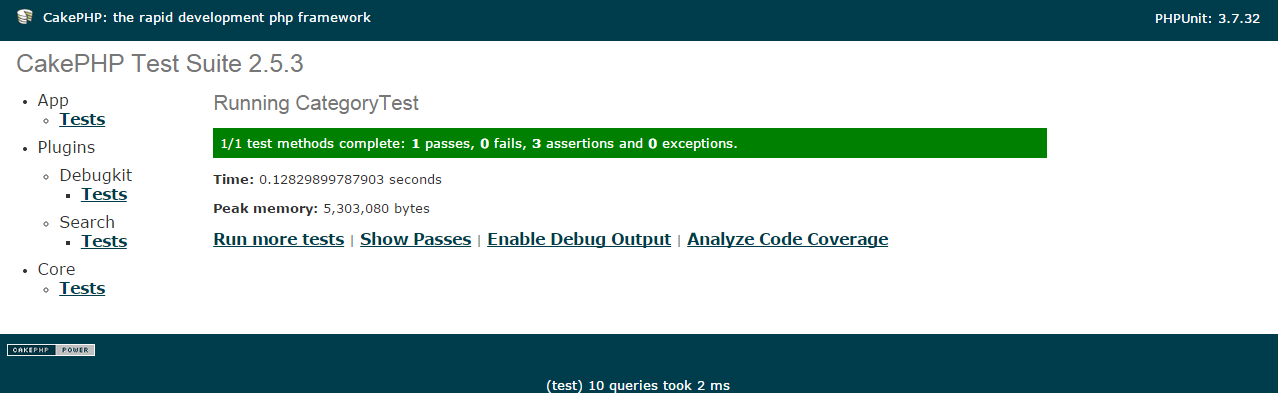 CakePHP: the rapid development php framework
PHPUnit: 3.7.32
CakePHP Test Suite 2.5.3
App
Tests
Plugins
Debugkit
Tests
Search
Tests
Core
Tests
Running CategoryTest
1/1 test methods complete: 1 passes, 0 fails, 3 assertions and 0 exceptions.
Time: 0.12829899787903 seconds
Peak memory: 5,303,080 bytes
Run more tests | Show Passes | Enable Debug Output | Analyze Code Coverage
CAKEPHP POWER
(test) 10 queries took 2 ms